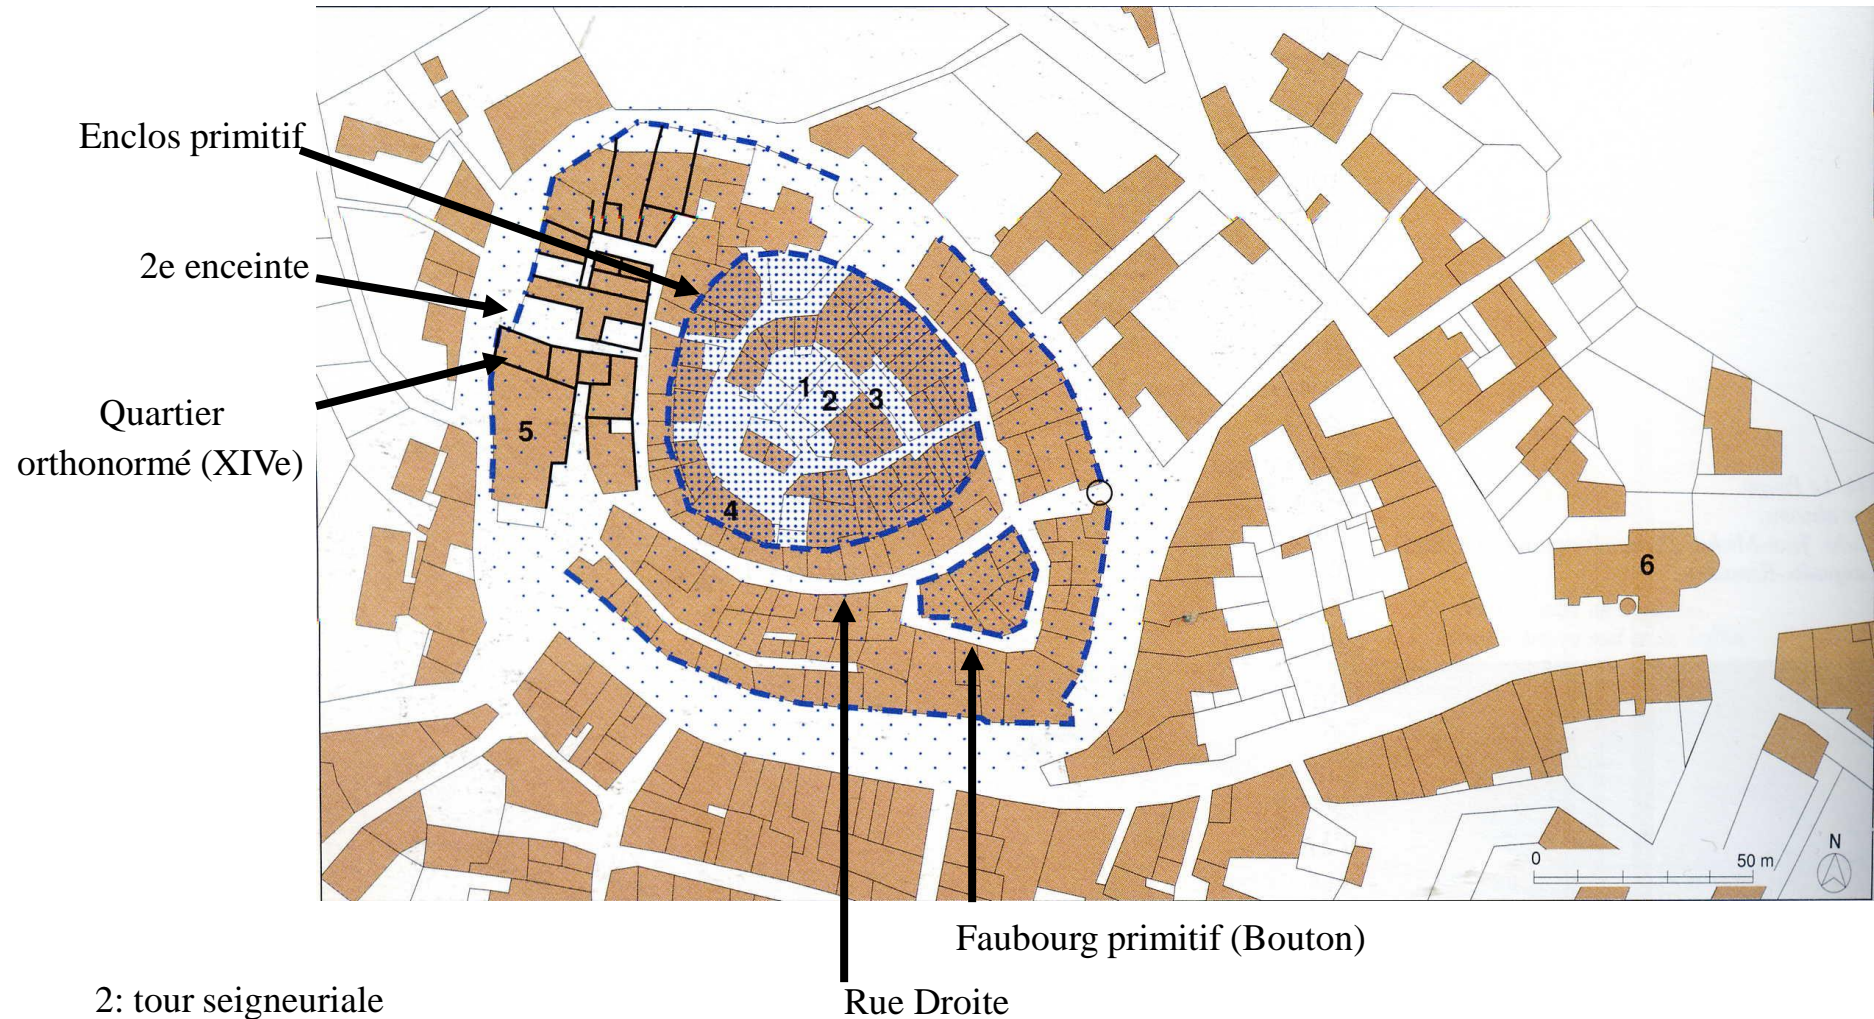 Enclos primitif
2e enceinte
Quartier
orthonormé (XIVe)
1
2
3
4
5
6
0
50 m
N
Faubourg primitif (Bouton)
Rue Droite
2: tour seigneuriale